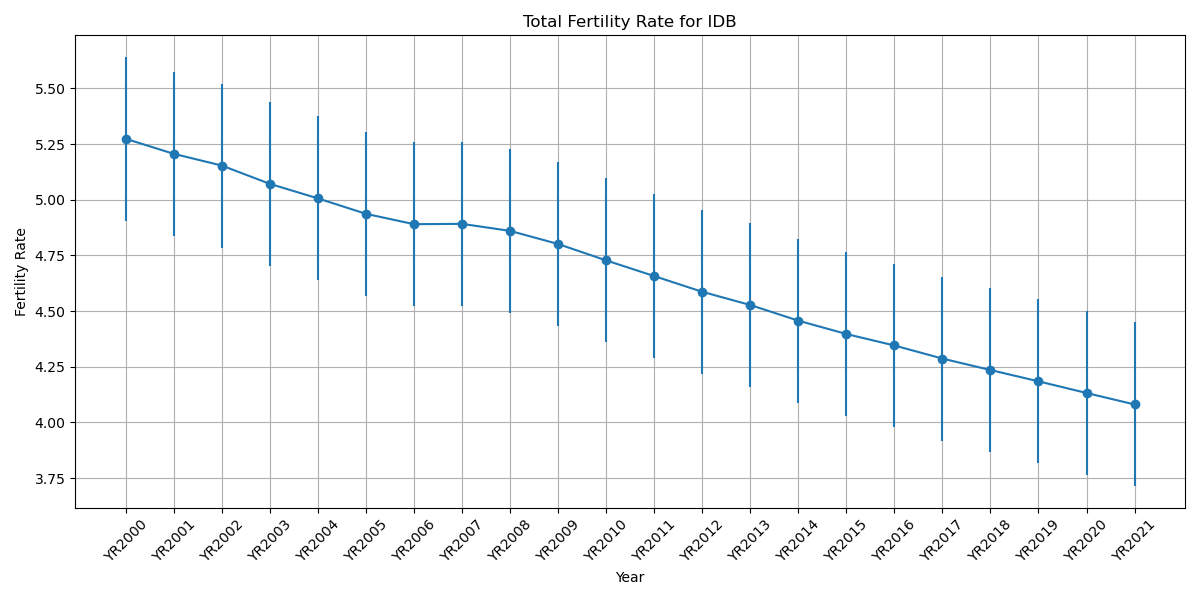 Total Fertility Rate for IDB
Fertility Rate
5.50
5.25
5.00
4.75
4.50
4.25
4.00
3.75
YR2000
YR2001
YR2002
YR2003
YR2004
YR2005
YR2006
YR2007
YR2008
YR2009
YR2010
YR2011
YR2012
YR2013
YR2014
YR2015
YR2016
YR2017
YR2018
YR2019
YR2020
YR2021
Year